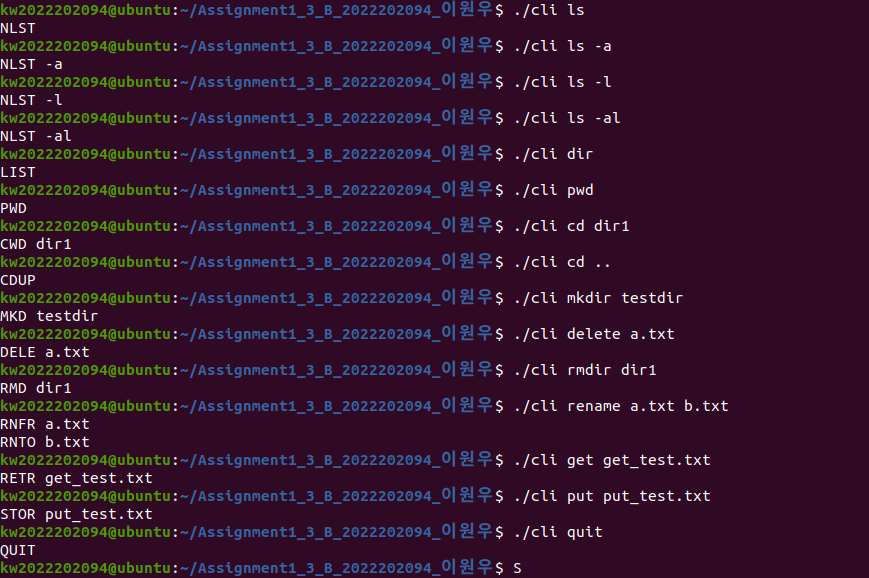 kw2022202094@ubuntu:~/Assignment1_3_B_2022202094_이원우$ ./cli ls
NLST
kw2022202094@ubuntu:~/Assignment1_3_B_2022202094_이원우$ ./cli ls -a
NLST -a
kw2022202094@ubuntu:~/Assignment1_3_B_2022202094_이원우$ ./cli ls -l
NLST -l
kw2022202094@ubuntu:~/Assignment1_3_B_2022202094_이원우$ ./cli ls -al
NLST -al
kw2022202094@ubuntu:~/Assignment1_3_B_2022202094_이원우$ ./cli dir
LIST
kw2022202094@ubuntu:~/Assignment1_3_B_2022202094_이원우$ ./cli pwd
PWD
kw2022202094@ubuntu:~/Assignment1_3_B_2022202094_이원우$ ./cli cd dir1
CWD dir1
kw2022202094@ubuntu:~/Assignment1_3_B_2022202094_이원우$ ./cli cd ..
CDUP
kw2022202094@ubuntu:~/Assignment1_3_B_2022202094_이원우$ ./cli mkdir testdir
MKD testdir
kw2022202094@ubuntu:~/Assignment1_3_B_2022202094_이원우$ ./cli delete a.txt
DELE a.txt
kw2022202094@ubuntu:~/Assignment1_3_B_2022202094_이원우$ ./cli rmdir dir1
RMD dir1
kw2022202094@ubuntu:~/Assignment1_3_B_2022202094_이원우$ ./cli rename a.txt b.txt
RNFR a.txt
RNTO b.txt
kw2022202094@ubuntu:~/Assignment1_3_B_2022202094_이원우$ ./cli get get_test.txt
RETR get_test.txt
kw2022202094@ubuntu:~/Assignment1_3_B_2022202094_이원우$ ./cli put put_test.txt
STOR put_test.txt
kw2022202094@ubuntu:~/Assignment1_3_B_2022202094_이원우$ ./cli quit
QUIT
kw2022202094@ubuntu:~/Assignment1_3_B_2022202094_이원우$ S